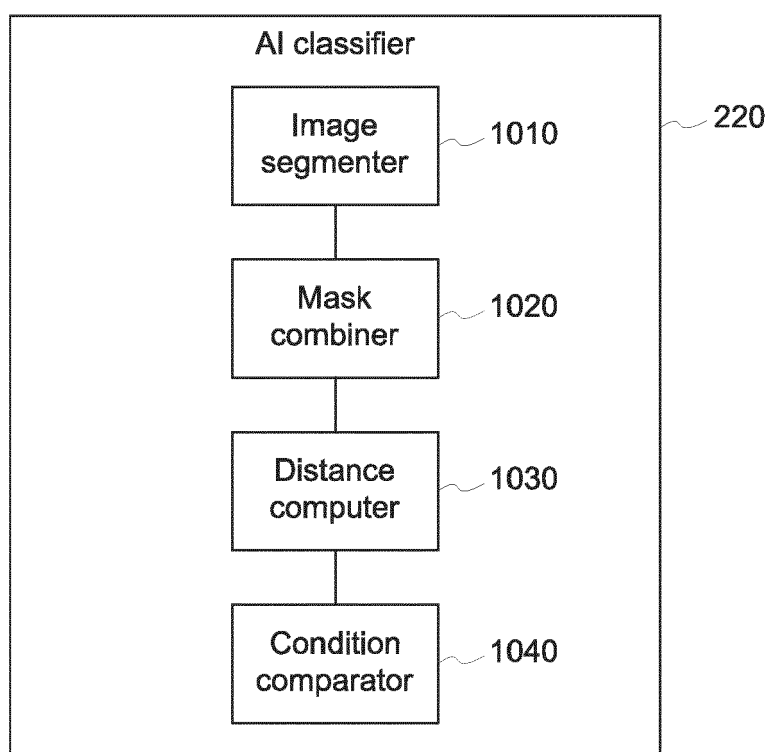 AI classifier
220
Image
segmenter
1010
Mask
combiner
1020
Distance
computer
1030
Condition
comparator
1040